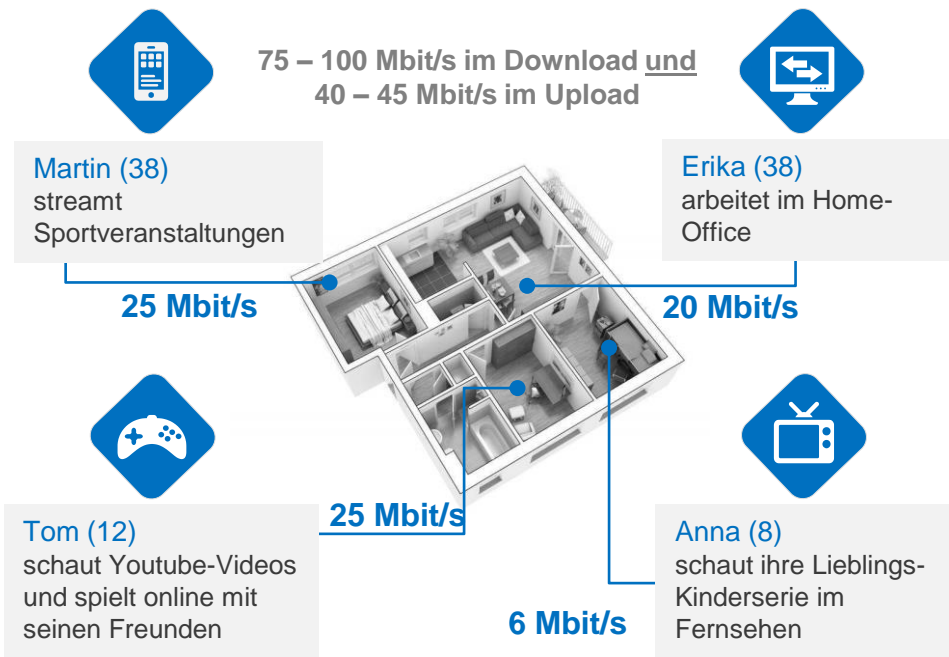 75 – 100 Mbit/s im Download und
40 – 45 Mbit/s im Upload
Martin (38)
streamt
Sportveranstaltungen
25 Mbit/s
Erika (38)
arbeitet im Home-
Office
20 Mbit/s
Tom (12)
schaut Youtube-Videos
und spielt online mit
seinen Freunden
25 Mbit/s
Anna (8)
schaut ihre Lieblings-
Kinderserie im
Fernsehen
6 Mbit/s